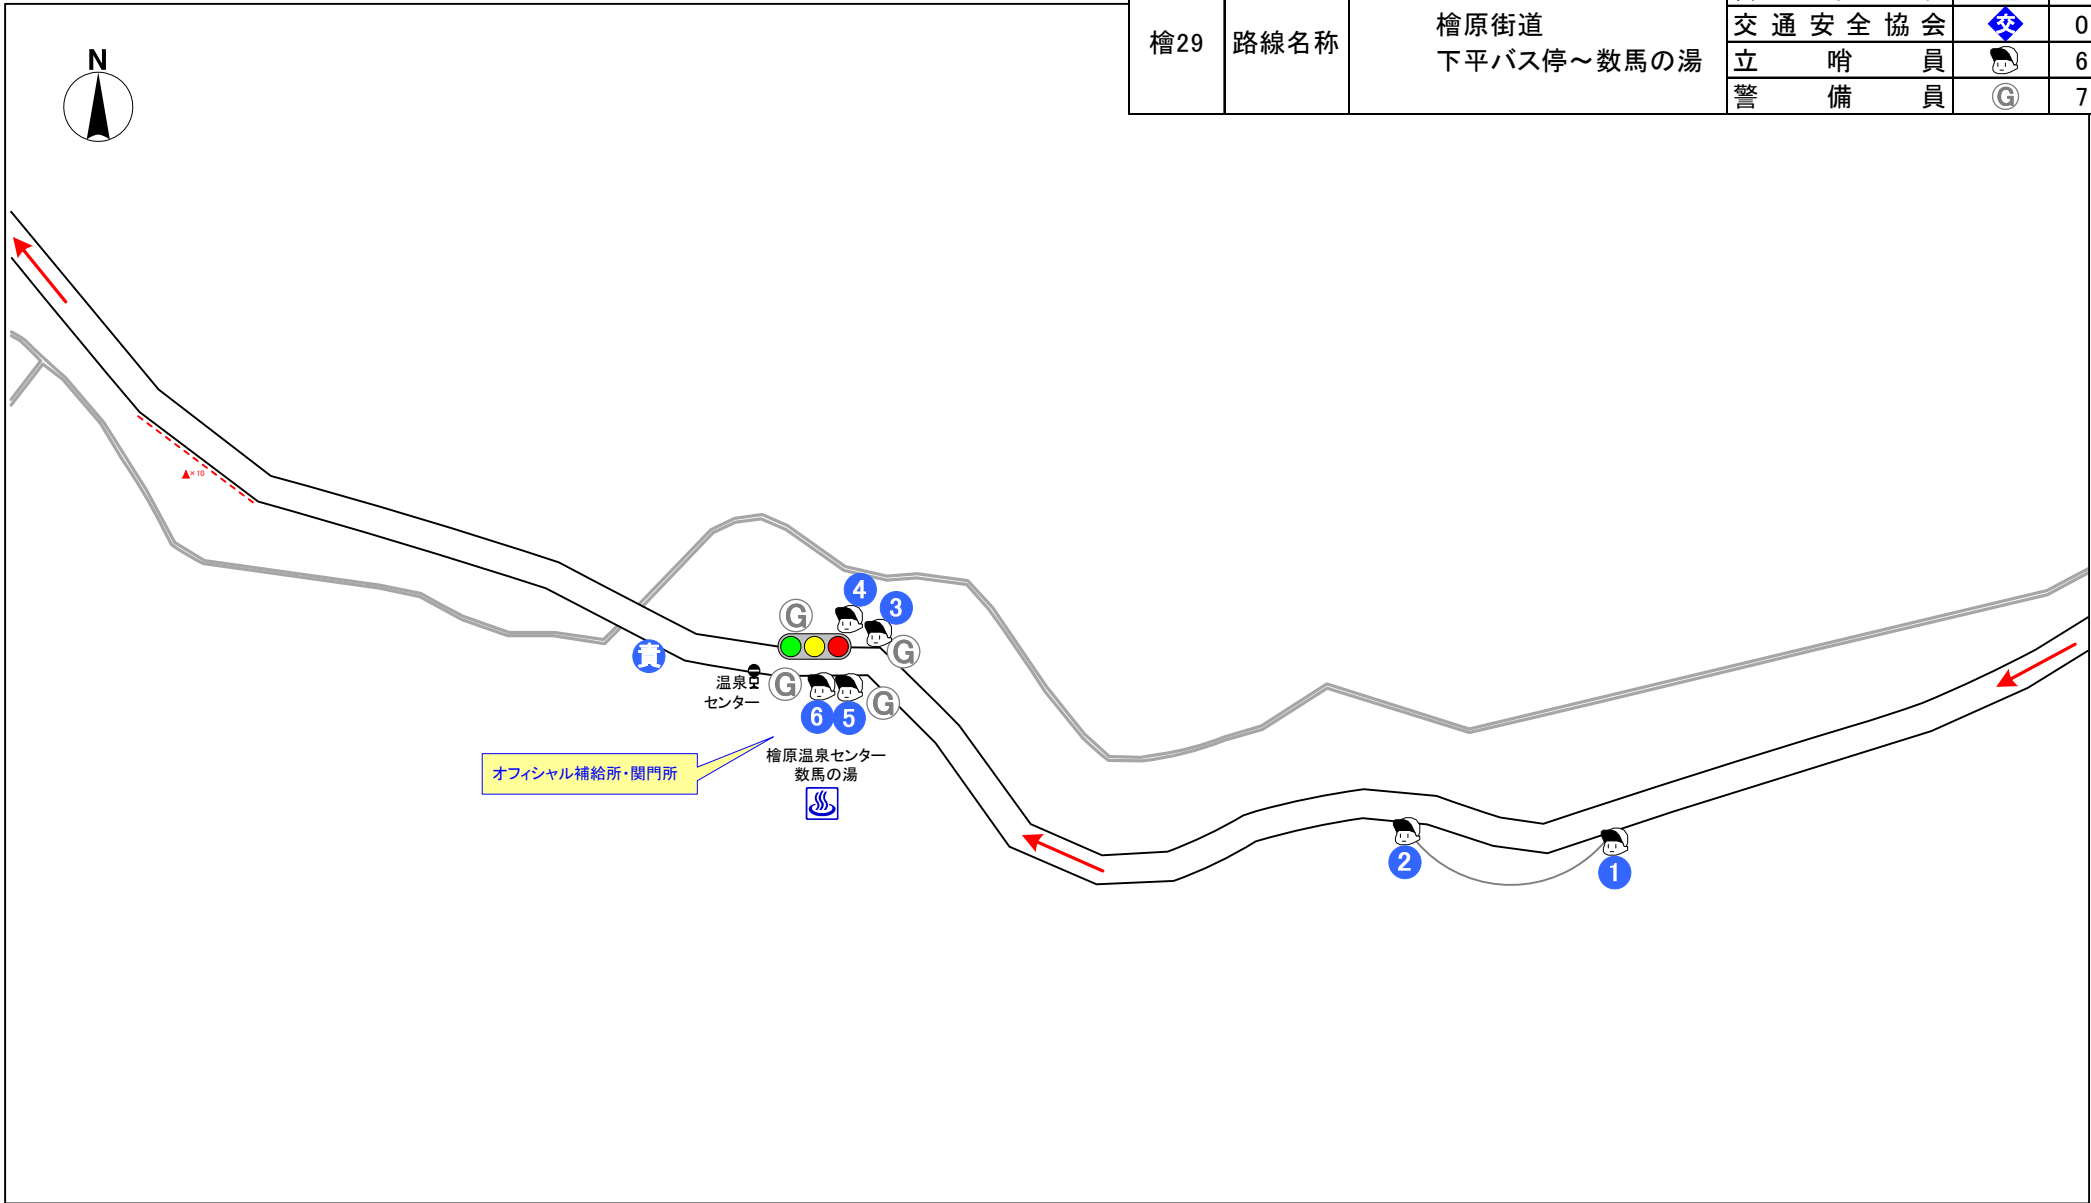 檜29
路線名称
檜原街道
下平バス停～数馬の湯
交通安全協会 交 0
立哨員 6
警備員 G 7
N
▲×10
4
3
G
G
責
温泉
センター
G
G
6
5
檜原温泉センター
数馬の湯
オフィシャル補給所・関門所
2
1